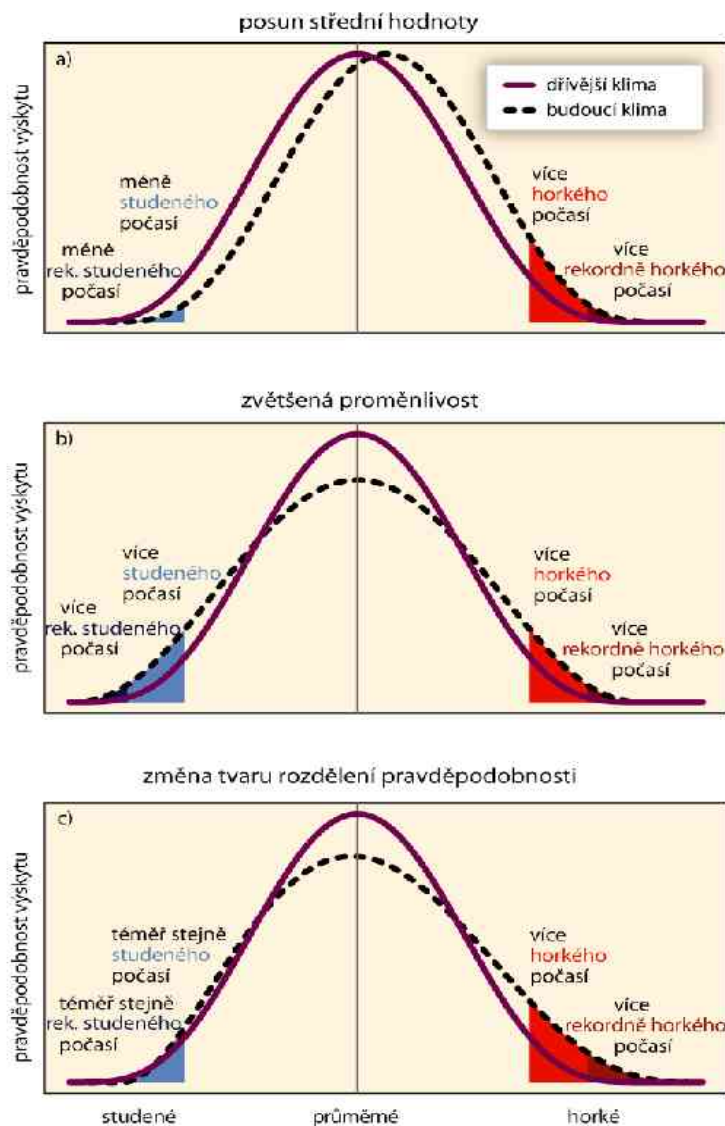 posun střední hodnoty
a)
dřívější klima
budoucí klima
pravděpodobnost výskytu
méně
studeného
počasí
méně
rek. studeného
počasí
více
horkého
počasí
více
rekordně horkého
počasí
zvětšená proměnlivost
b)
pravděpodobnost výskytu
více
studeného
počasí
více
rek. studeného
počasí
více
horkého
počasí
více
rekordně horkého
počasí
změna tvaru rozdělení pravděpodobnosti
c)
pravděpodobnost výskytu
téměř stejně
studeného
počasí
téměř stejně
rek. studeného
počasí
více
horkého
počasí
více
rekordně horkého
počasí
studené
průměrné
horké